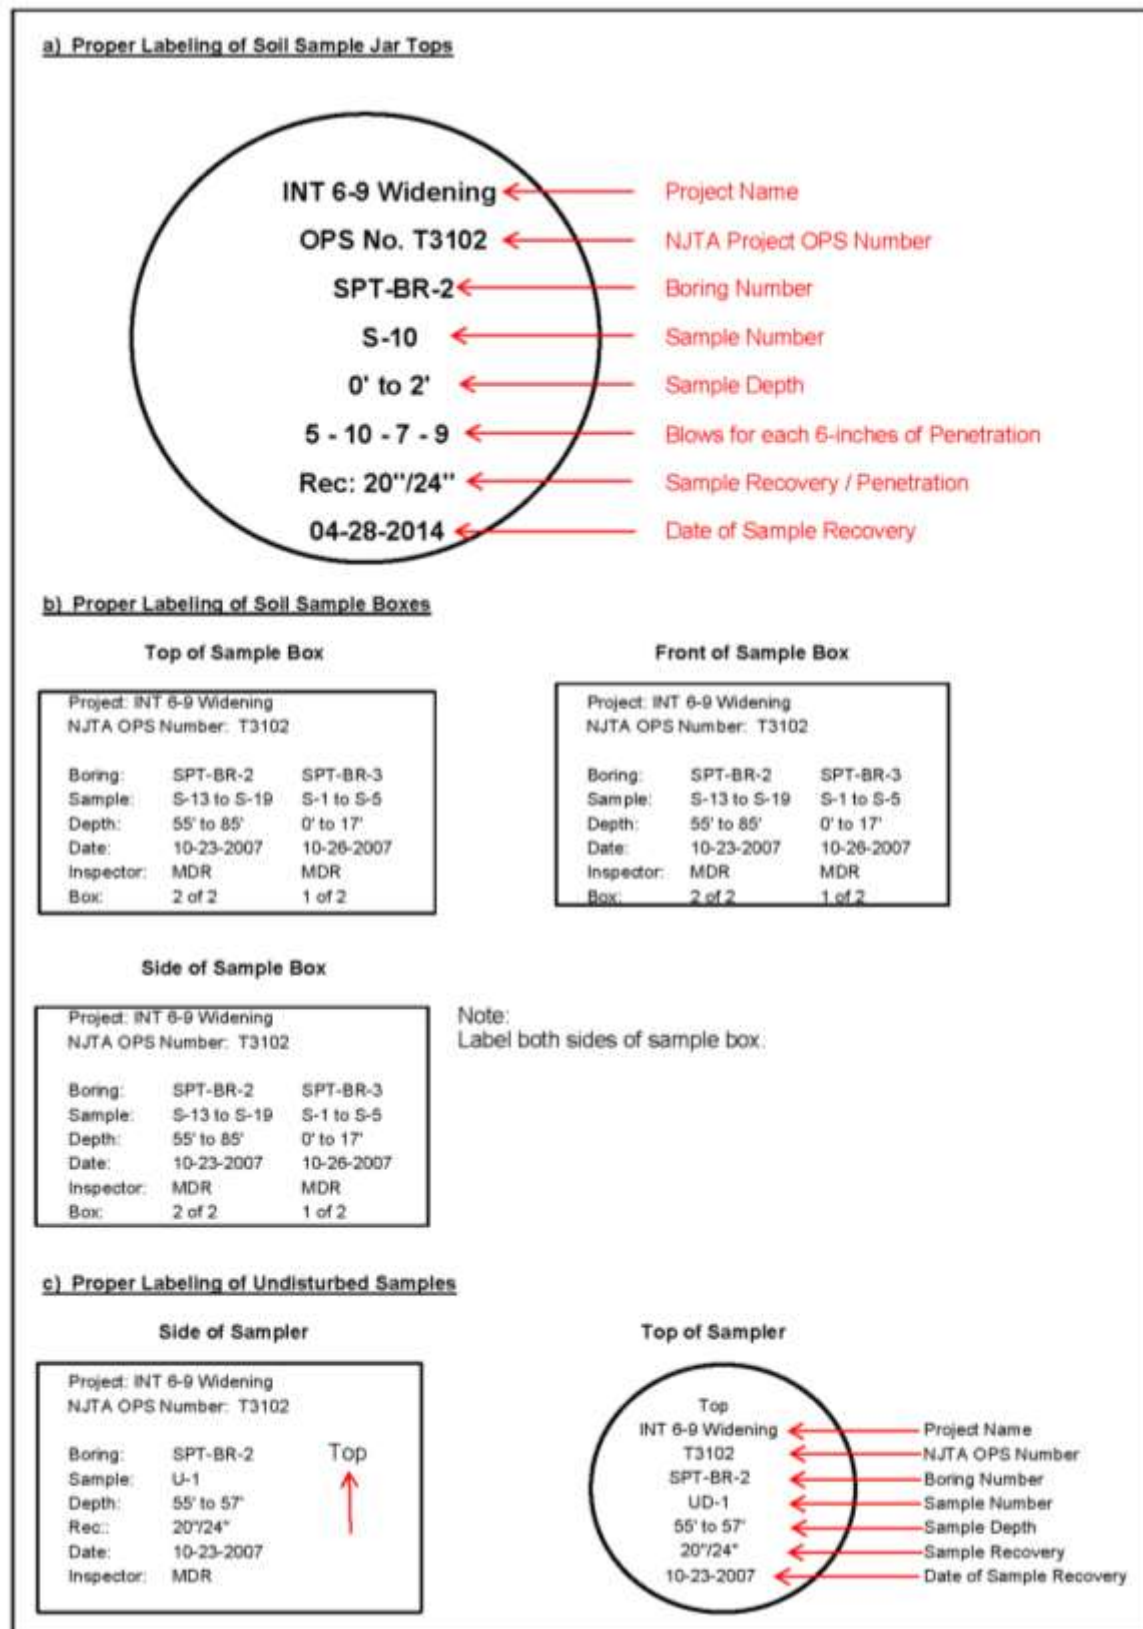 a) Proper Labeling of Soil Sample Jar Tops
INT 6-9 Widening Project Name
OPS No. T3102 NJTA Project OPS Number
SPT-BR-2 Boring Number
S-10 Sample Number
0' to 2' Sample Depth
5 - 10 - 7 - 9 Blows for each 6-inches of Penetration
Rec: 20"/24" Sample Recovery / Penetration
04-28-2014 Date of Sample Recovery
b) Proper Labeling of Soil Sample Boxes
Top of Sample Box
Project: INT 6-9 Widening
NJTA OPS Number: T3102
Boring: SPT-BR-2 SPT-BR-3
Sample: S-13 to S-19 S-1 to S-5
Depth: 55' to 85' 0' to 17'
Date: 10-23-2007 10-26-2007
Inspector: MDR MDR
Box: 2 of 2 1 of 2
Front of Sample Box
Project: INT 6-9 Widening
NJTA OPS Number: T3102
Boring: SPT-BR-2 SPT-BR-3
Sample: S-13 to S-19 S-1 to S-5
Depth: 55' to 85' 0' to 17'
Date: 10-23-2007 10-26-2007
Inspector: MDR MDR
Box: 2 of 2 1 of 2
Side of Sample Box
Project: INT 6-9 Widening
NJTA OPS Number: T3102
Boring: SPT-BR-2 SPT-BR-3
Sample: S-13 to S-19 S-1 to S-5
Depth: 55' to 85' 0' to 17'
Date: 10-23-2007 10-26-2007
Inspector: MDR MDR
Box: 2 of 2 1 of 2
Note:
Label both sides of sample box.
c) Proper Labeling of Undisturbed Samples
Side of Sampler
Project: INT 6-9 Widening
NJTA OPS Number: T3102
Boring: SPT-BR-2 Top
Sample: U-1
Depth: 55' to 57'
Rec:: 20"/24"
Date: 10-23-2007
Inspector: MDR
Top of Sampler
Top
INT 6-9 Widening Project Name
T3102 NJTA OPS Number
SPT-BR-2 Boring Number
UD-1 Sample Number
55' to 57' Sample Depth
20"/24" Sample Recovery
10-23-2007 Date of Sample Recovery